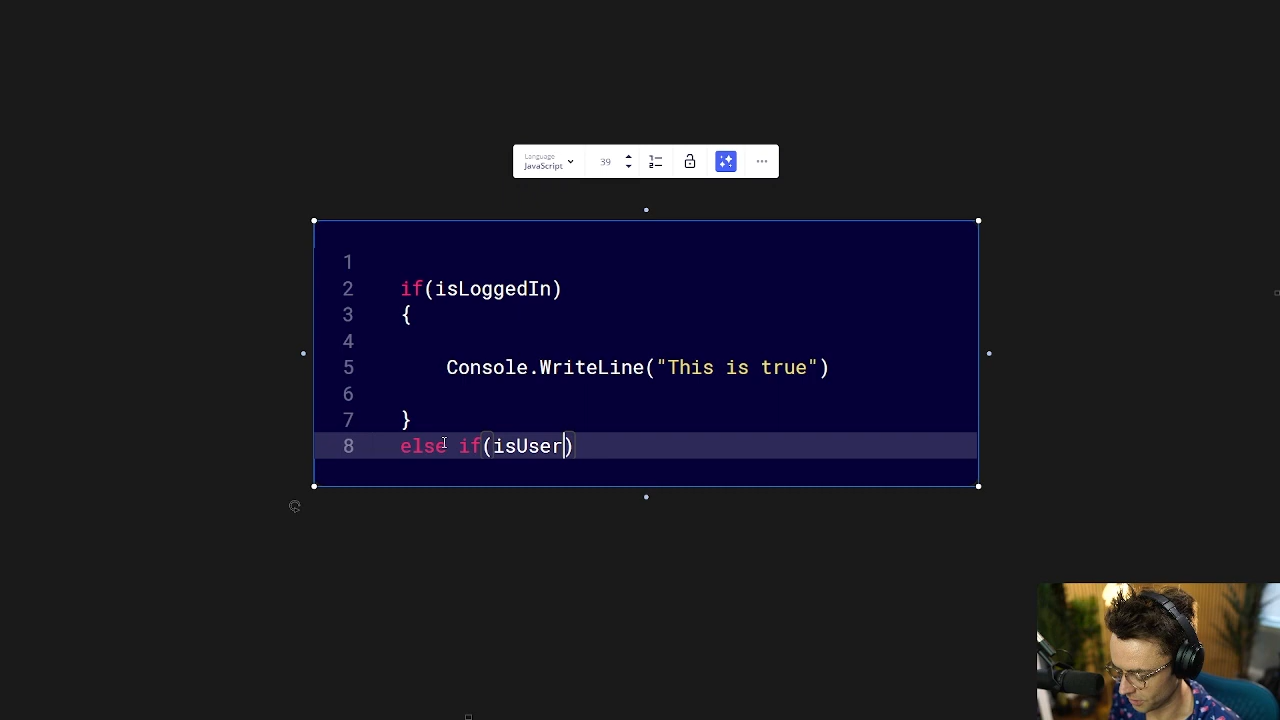 Language
JavaScript
39
1
2 if(isLoggedIn)
3 {
4
5 Console.WriteLine("This is true")
6
7 }
8 else if(isUser)